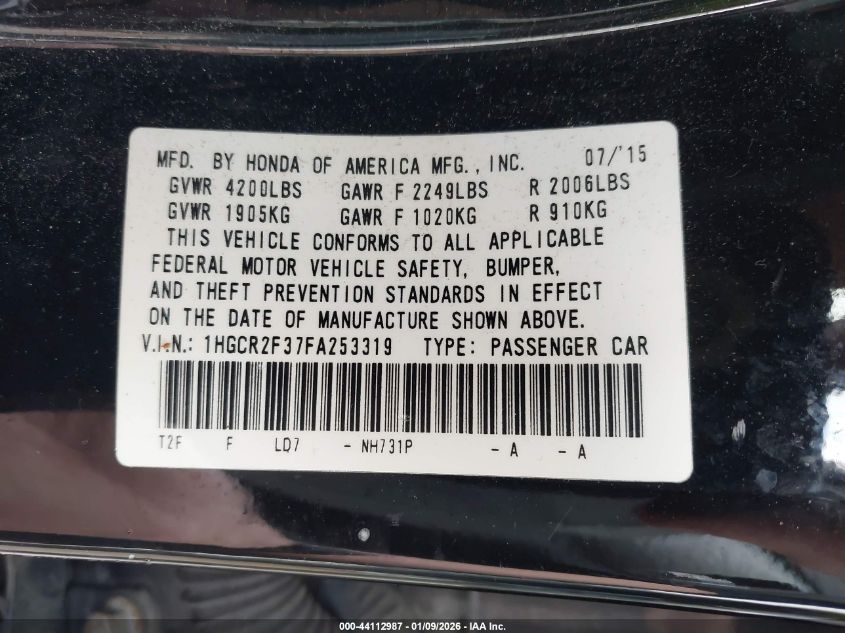 MFD. BY HONDA OF AMERICA MFG., INC. 07/'15
GVWR 4200LBS GAWR F 2249LBS R 2006LBS
GVWR 1905KG GAWR F 1020KG R 910KG
THIS VEHICLE CONFORMS TO ALL APPLICABLE
FEDERAL MOTOR VEHICLE SAFETY, BUMPER,
AND THEFT PREVENTION STANDARDS IN EFFECT
ON THE DATE OF MANUFACTURE SHOWN ABOVE.
V.I.N.: 1HGCR2F37FA253319 TYPE: PASSENGER CAR
T2F F LD7 - NH731P - A - A
000-44112987 | 01/09/2026 | IAA Inc.